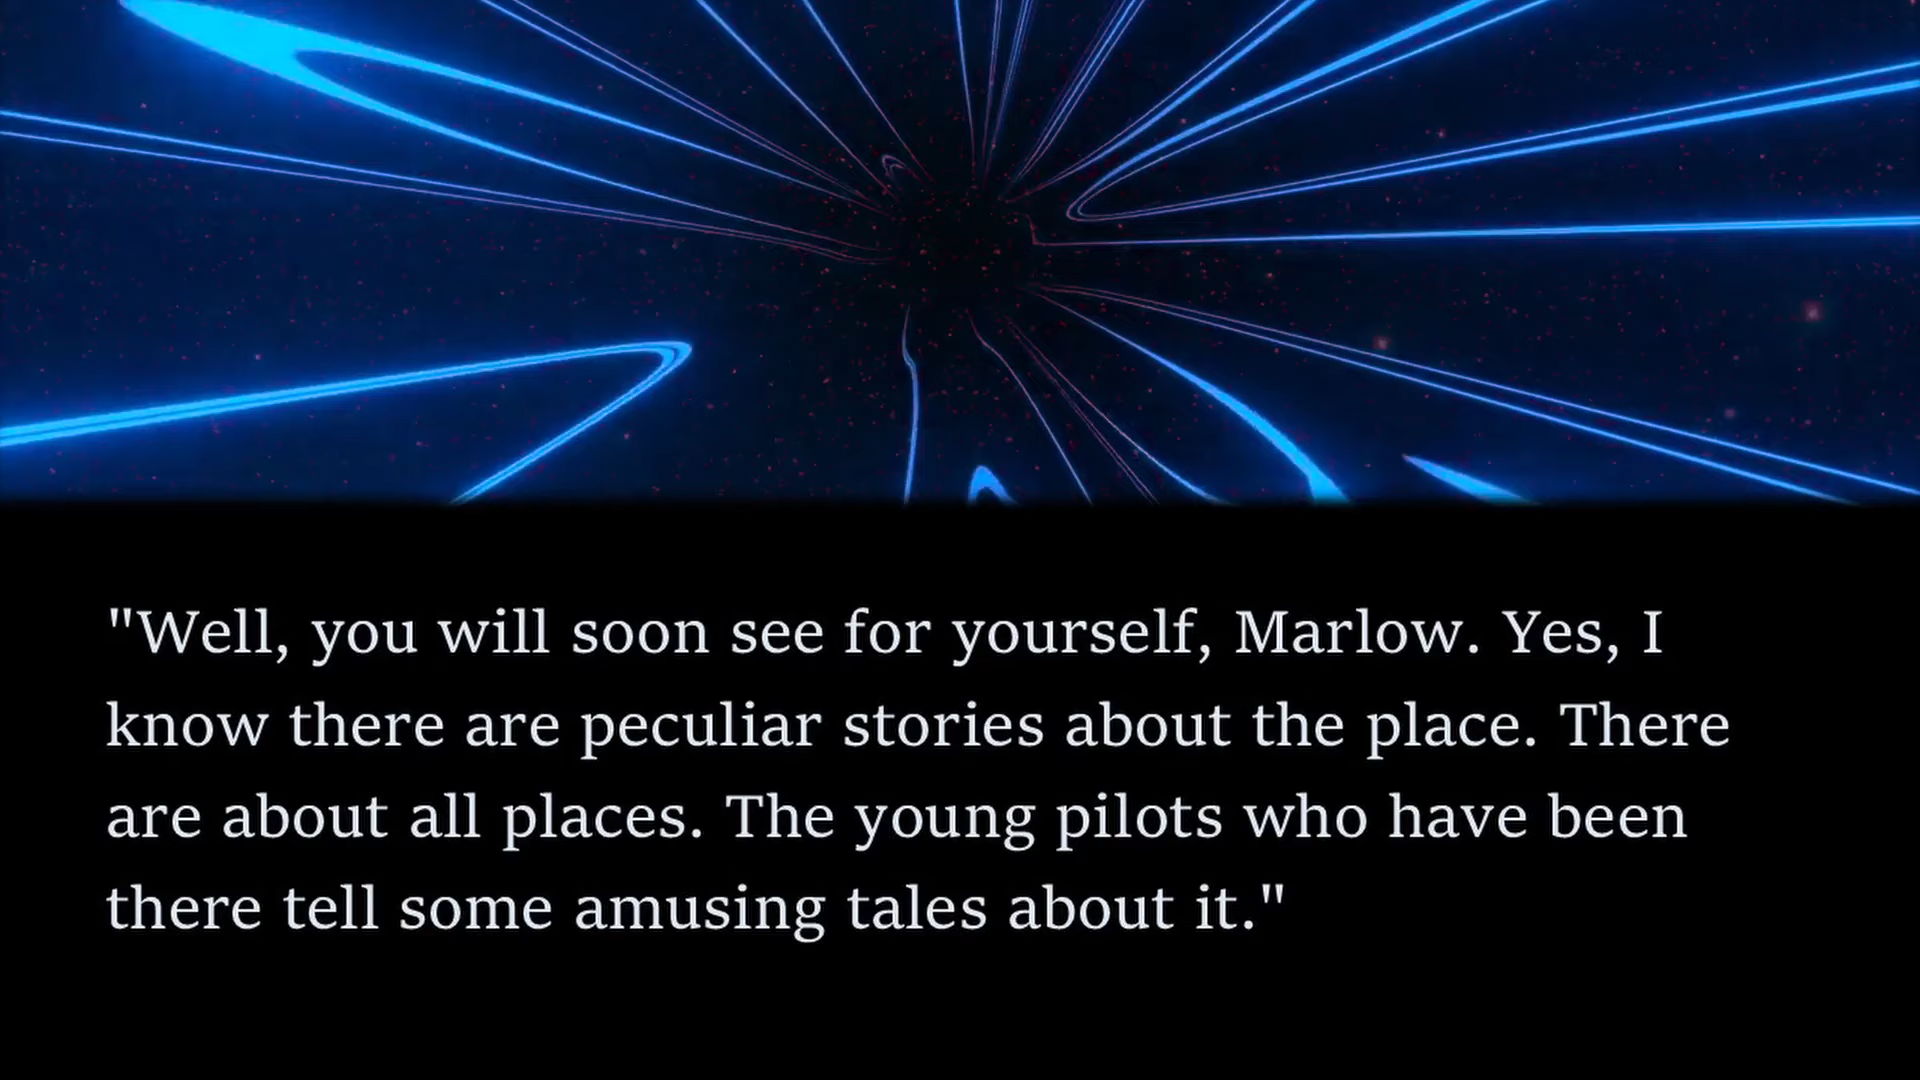 "Well, you will soon see for yourself, Marlow. Yes, I
know there are peculiar stories about the place. There
are about all places. The young pilots who have been
there tell some amusing tales about it."